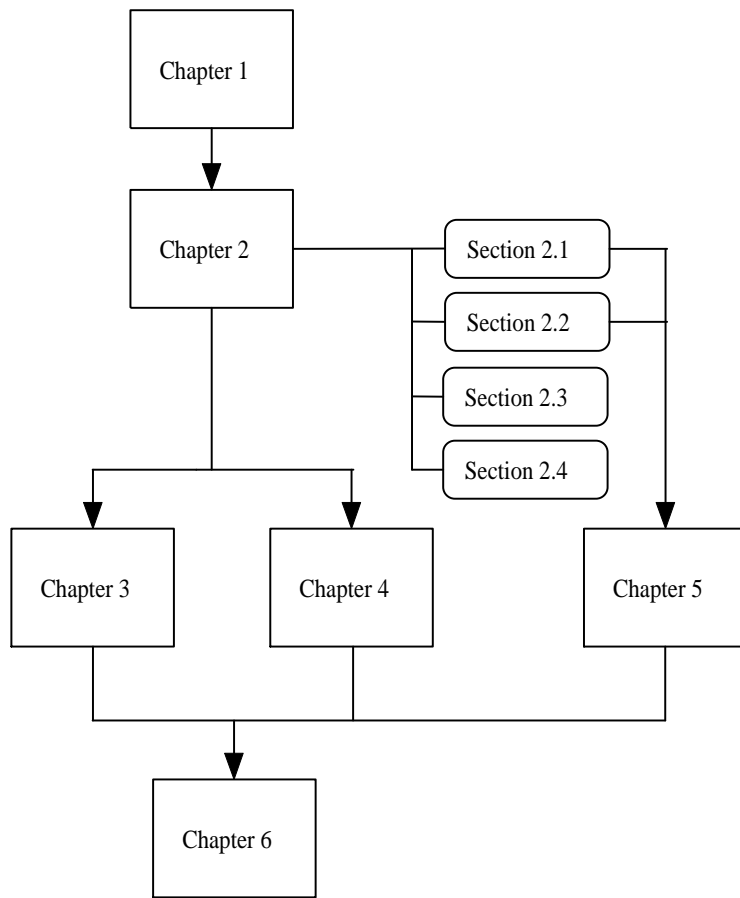 Chapter 1
Chapter 2
Section 2.1
Section 2.2
Section 2.3
Section 2.4
Chapter 3
Chapter 4
Chapter 5
Chapter 6